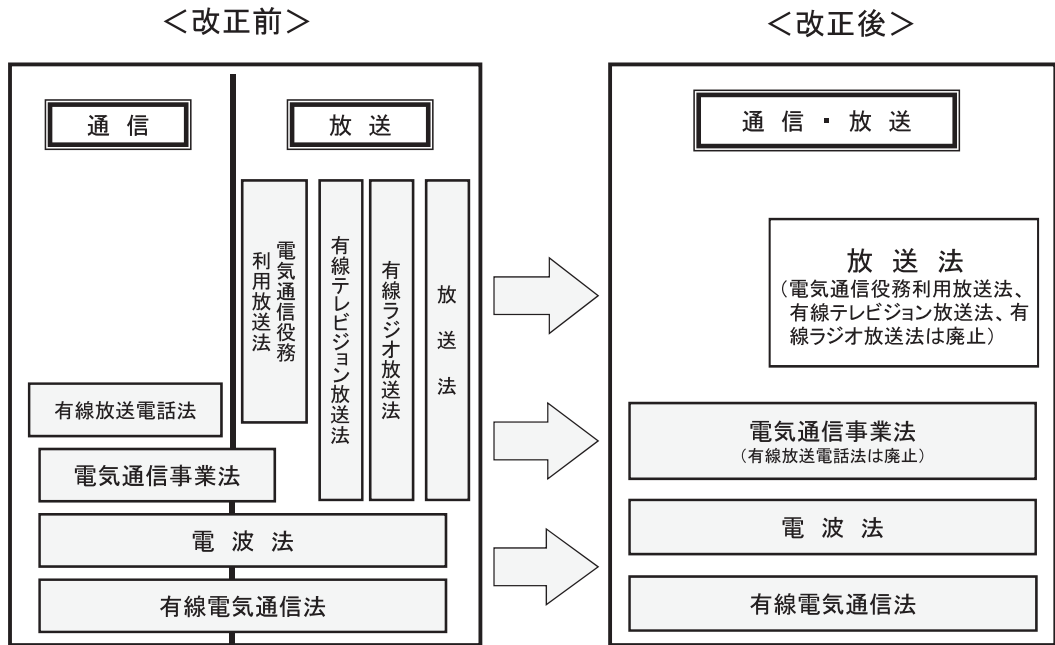 ＜改正前＞
通信
放送
電気通信役務
利用放送法
有線テレビジョン放送法
有線ラジオ放送法
放送法
有線放送電話法
電気通信事業法
電波法
有線電気通信法
＜改正後＞
通信・放送
放送法
（電気通信役務利用放送法、
有線テレビジョン放送法、有
線ラジオ放送法は廃止）
電気通信事業法
（有線放送電話法は廃止）
電波法
有線電気通信法